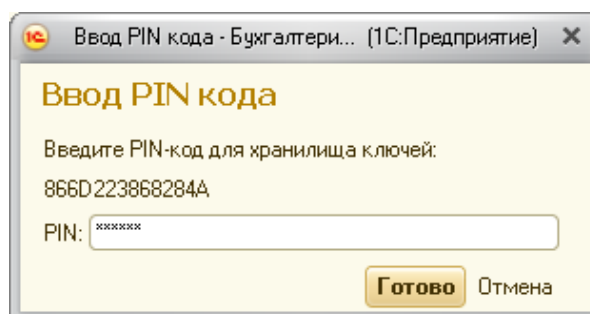 1С Ввод PIN кода - Бухгалтери... (1С:Предприятие)
Ввод PIN кода
Введите PIN-код для хранилища ключей:
866D223868284A
PIN: ******
Готово Отмена